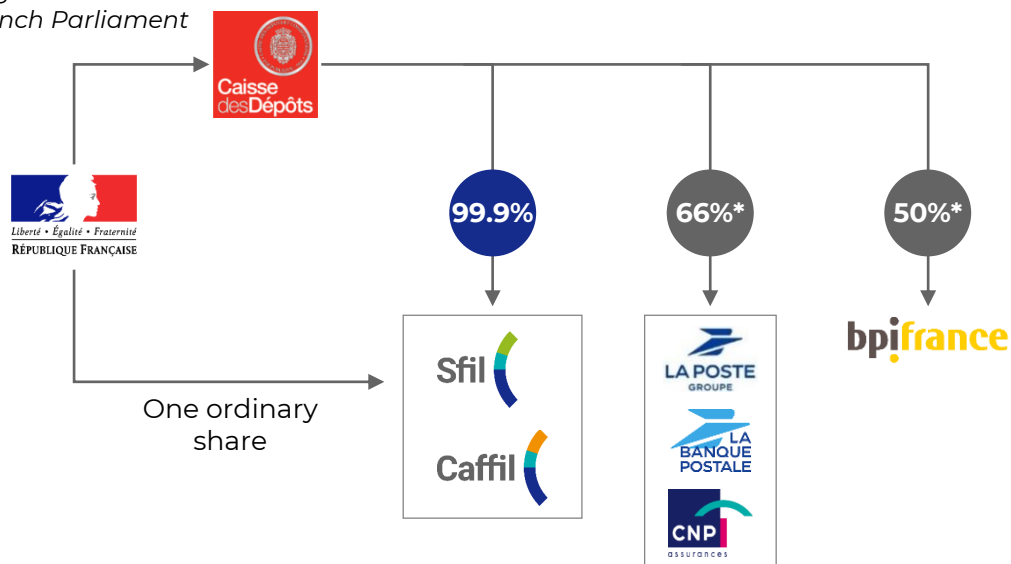 nch Parliament
Caisse
desDépôts
Liberté • Égalité • Fraternité
RÉPUBLIQUE FRANÇAISE
99.9%
66%*
50%*
One ordinary
share
Sfil
Caffil
LA POSTE
GROUPE
LA
BANQUE
POSTALE
CNP
assurances
bpifrance